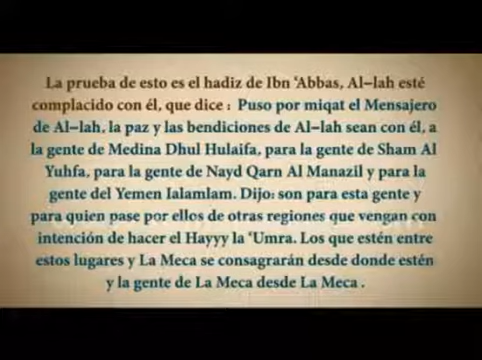 La prueba de esto es el hadiz de Ibn ‘Abbas, Al-lah esté
complacido con él, que dice : Puso por miqat el Mensajero
de Al-lah, la paz y las bendiciones de Al-lah sean con él, a
la gente de Medina Dhul Hulaifa, para la gente de Sham Al
Yuhfa, para la gente de Nayd Qarn Al Manazil y para la
gente del Yemen Ialamlam. Dijo: son para esta gente y
para quien pase por ellos de otras regiones que vengan con
intención de hacer el Hayyy la ‘Umra. Los que estén entre
estos lugares y La Meca se consagrarán desde donde estén
y la gente de La Meca desde La Meca .